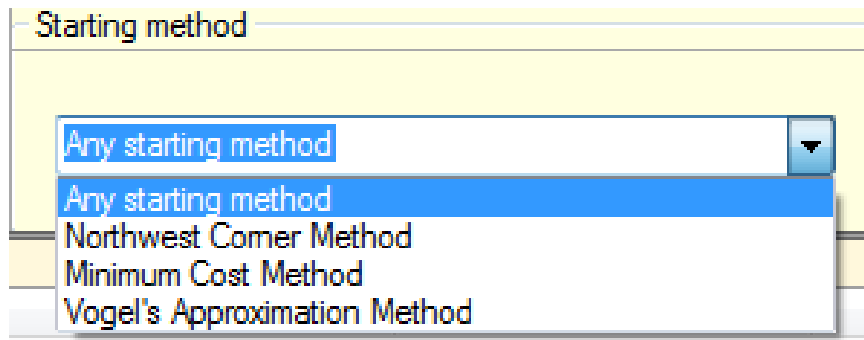 Starting method
Any starting method
Any starting method
Northwest Corner Method
Minimum Cost Method
Vogel's Approximation Method